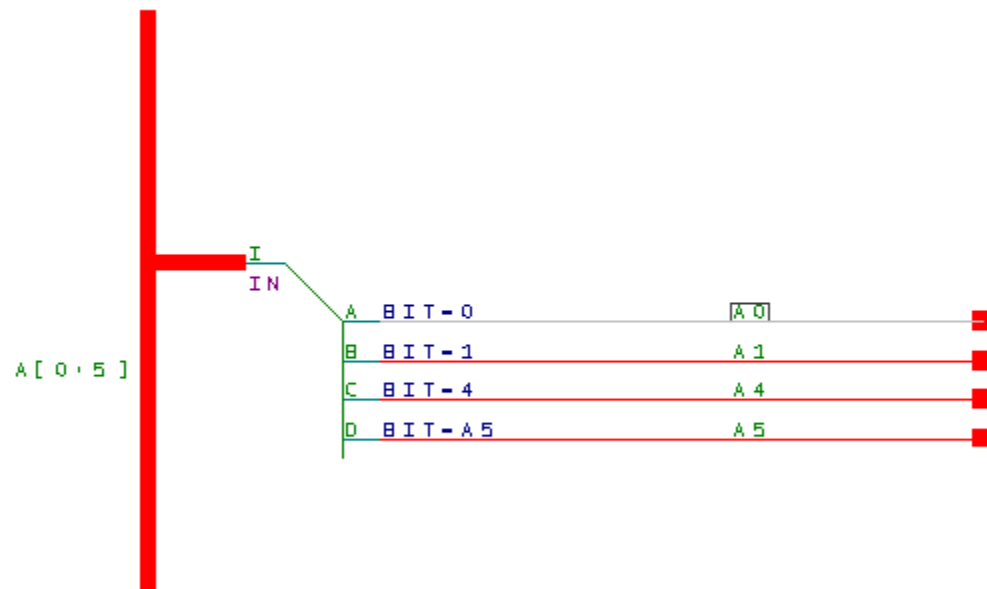 I
IN
A BIT-0 A0
B BIT-1 A1
A[0:5]
C BIT-4 A4
D BIT-A5 A5